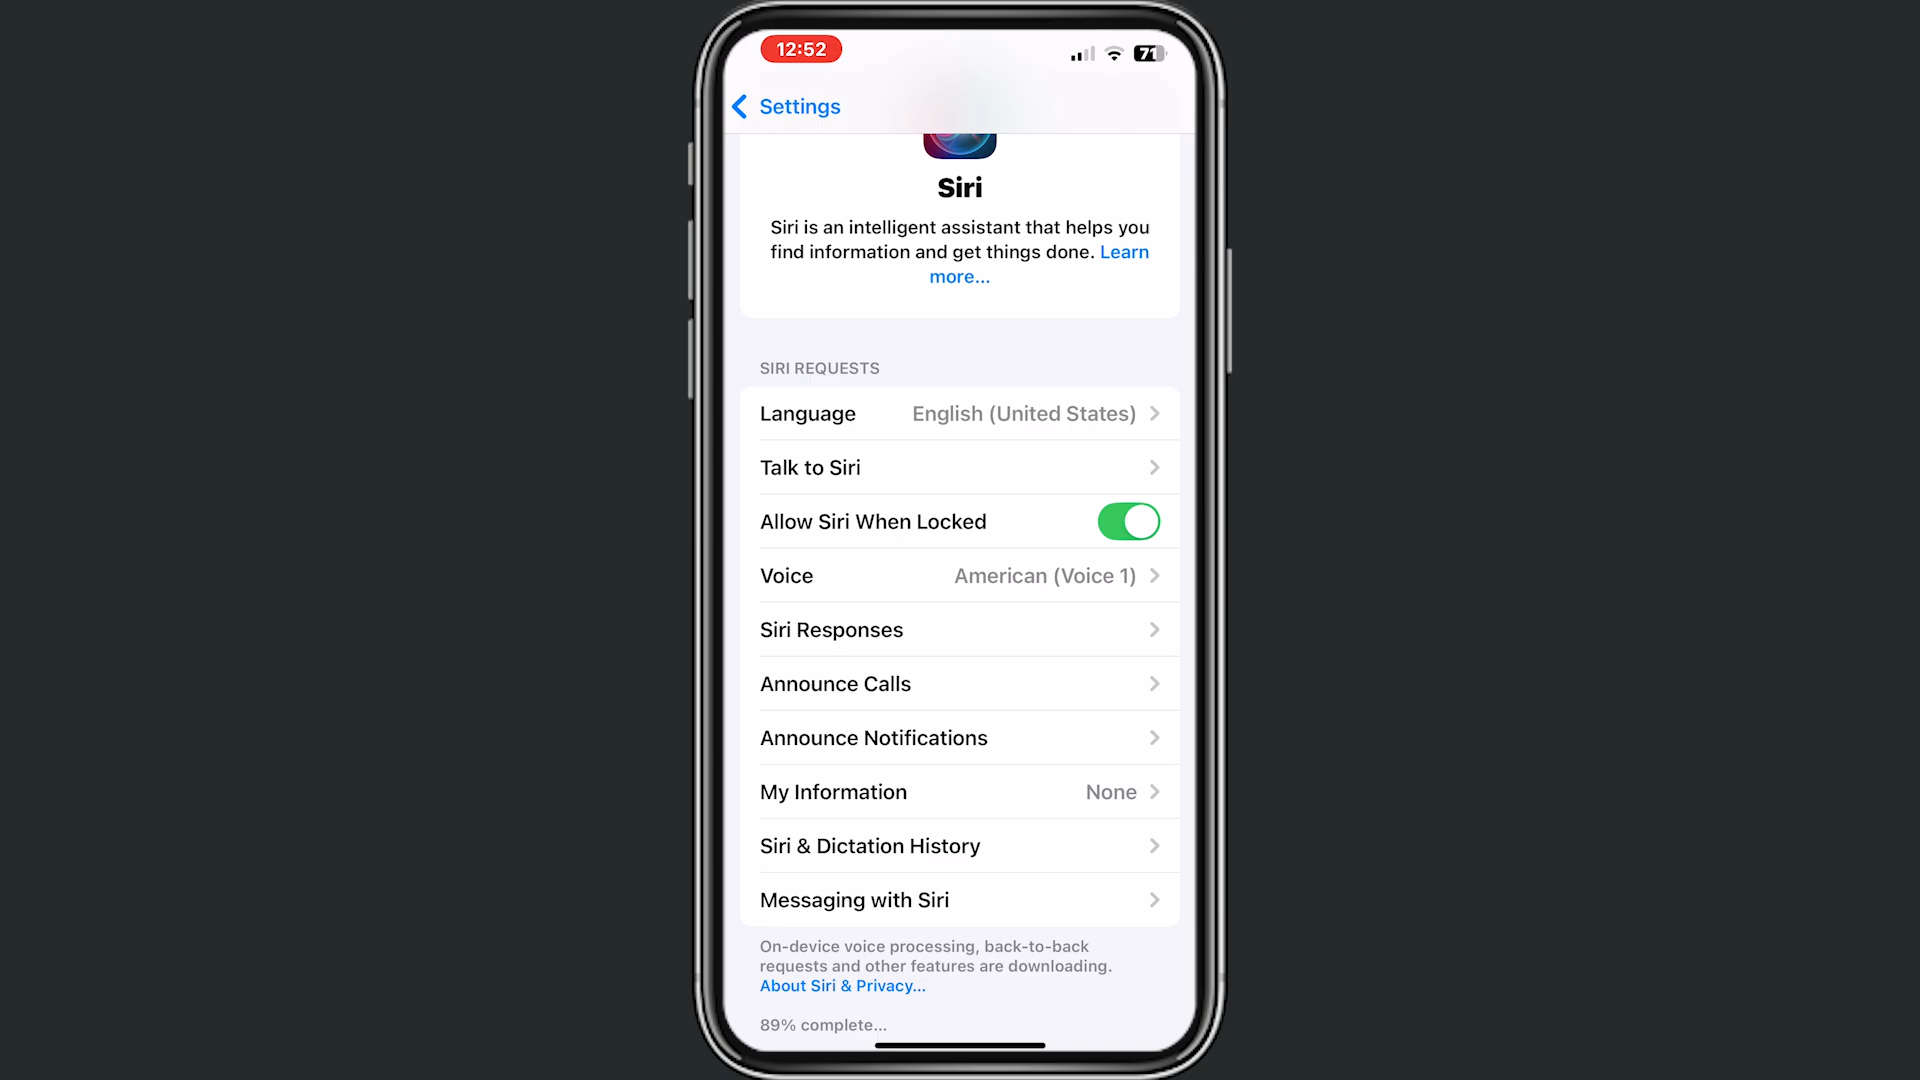 12:52
71
Settings
Siri
Siri is an intelligent assistant that helps you
find information and get things done. Learn
more...
SIRI REQUESTS
Language English (United States)
Talk to Siri
Allow Siri When Locked
Voice American (Voice 1)
Siri Responses
Announce Calls
Announce Notifications
My Information None
Siri & Dictation History
Messaging with Siri
On-device voice processing, back-to-back
requests and other features are downloading.
About Siri & Privacy...
89% complete...